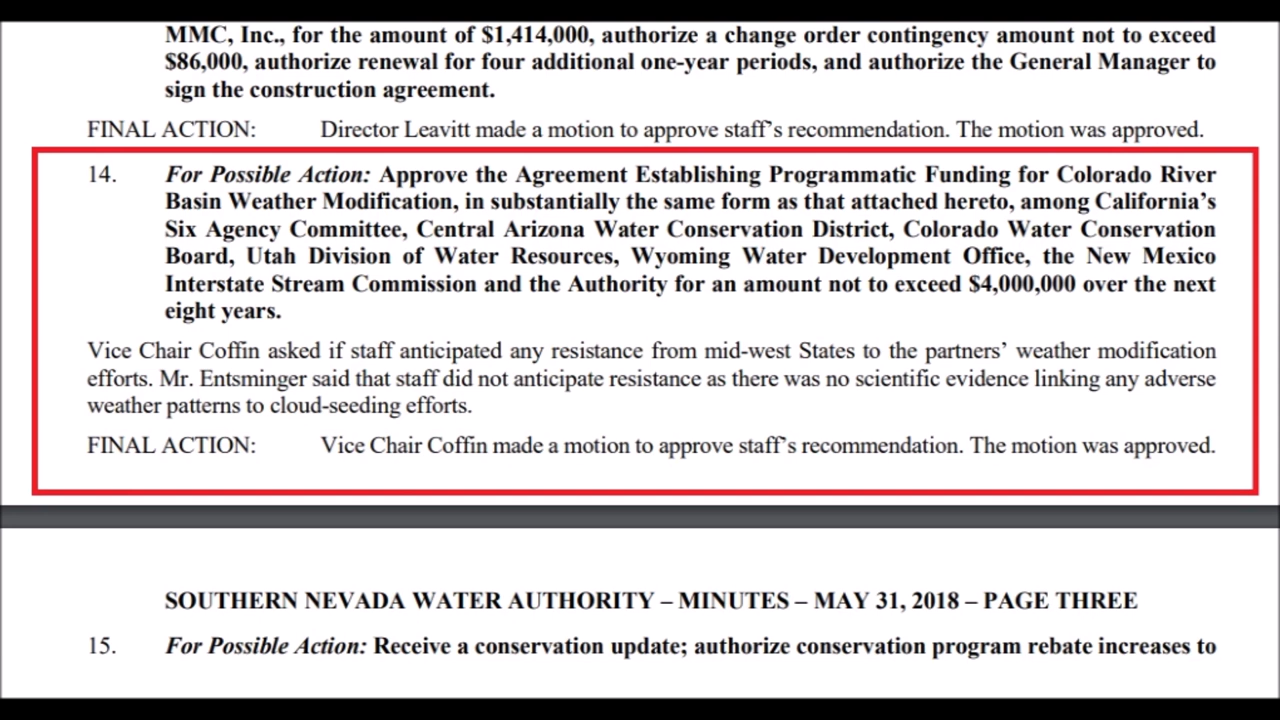 MMC, Inc., for the amount of $1,414,000, authorize a change order contingency amount not to exceed
$86,000, authorize renewal for four additional one-year periods, and authorize the General Manager to
sign the construction agreement.
FINAL ACTION: Director Leavitt made a motion to approve staff's recommendation. The motion was approved.
14. For Possible Action: Approve the Agreement Establishing Programmatic Funding for Colorado River
Basin Weather Modification, in substantially the same form as that attached hereto, among California's
Six Agency Committee, Central Arizona Water Conservation District, Colorado Water Conservation
Board, Utah Division of Water Resources, Wyoming Water Development Office, the New Mexico
Interstate Stream Commission and the Authority for an amount not to exceed $4,000,000 over the next
eight years.
Vice Chair Coffin asked if staff anticipated any resistance from mid-west States to the partners' weather modification
efforts. Mr. Entsminger said that staff did not anticipate resistance as there was no scientific evidence linking any adverse
weather patterns to cloud-seeding efforts.
FINAL ACTION: Vice Chair Coffin made a motion to approve staff's recommendation. The motion was approved.
SOUTHERN NEVADA WATER AUTHORITY – MINUTES – MAY 31, 2018 – PAGE THREE
15. For Possible Action: Receive a conservation update; authorize conservation program rebate increases to